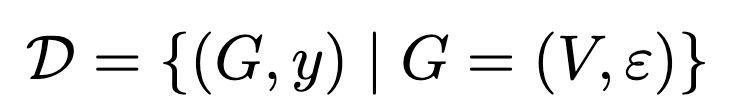 𝒟 = {(G, y) | G = (V, ε)}